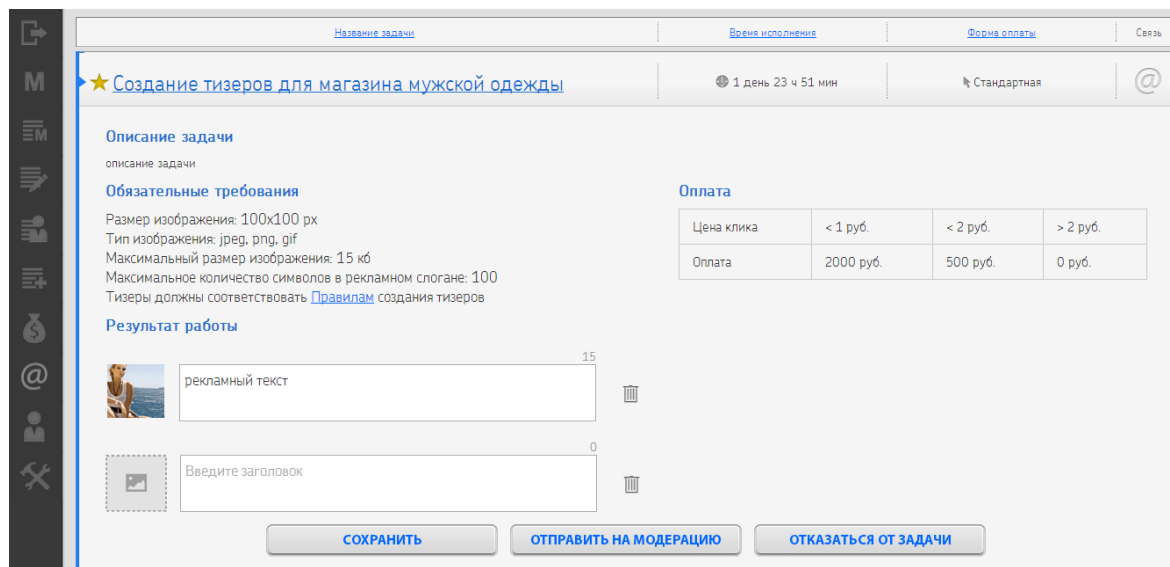 Название задачи Время исполнения Форма оплаты Связь
Создание тизеров для магазина мужской одежды 1 день 23 ч 51 мин Стандартная @
M
Описание задачи
описание задачи
Обязательные требования
Размер изображения: 100x100 px
Тип изображения: jpeg, png, gif
Максимальный размер изображения: 15 кб
Максимальное количество символов в рекламном слогане: 100
Тизеры должны соответствовать Правилам создания тизеров
Оплата
Цена клика < 1 руб. < 2 руб. > 2 руб.
Оплата 2000 руб. 500 руб. 0 руб.
Результат работы
15
рекламный текст
0
Введите заголовок
СОХРАНИТЬ ОТПРАВИТЬ НА МОДЕРАЦИЮ ОТКАЗАТЬСЯ ОТ ЗАДАЧИ